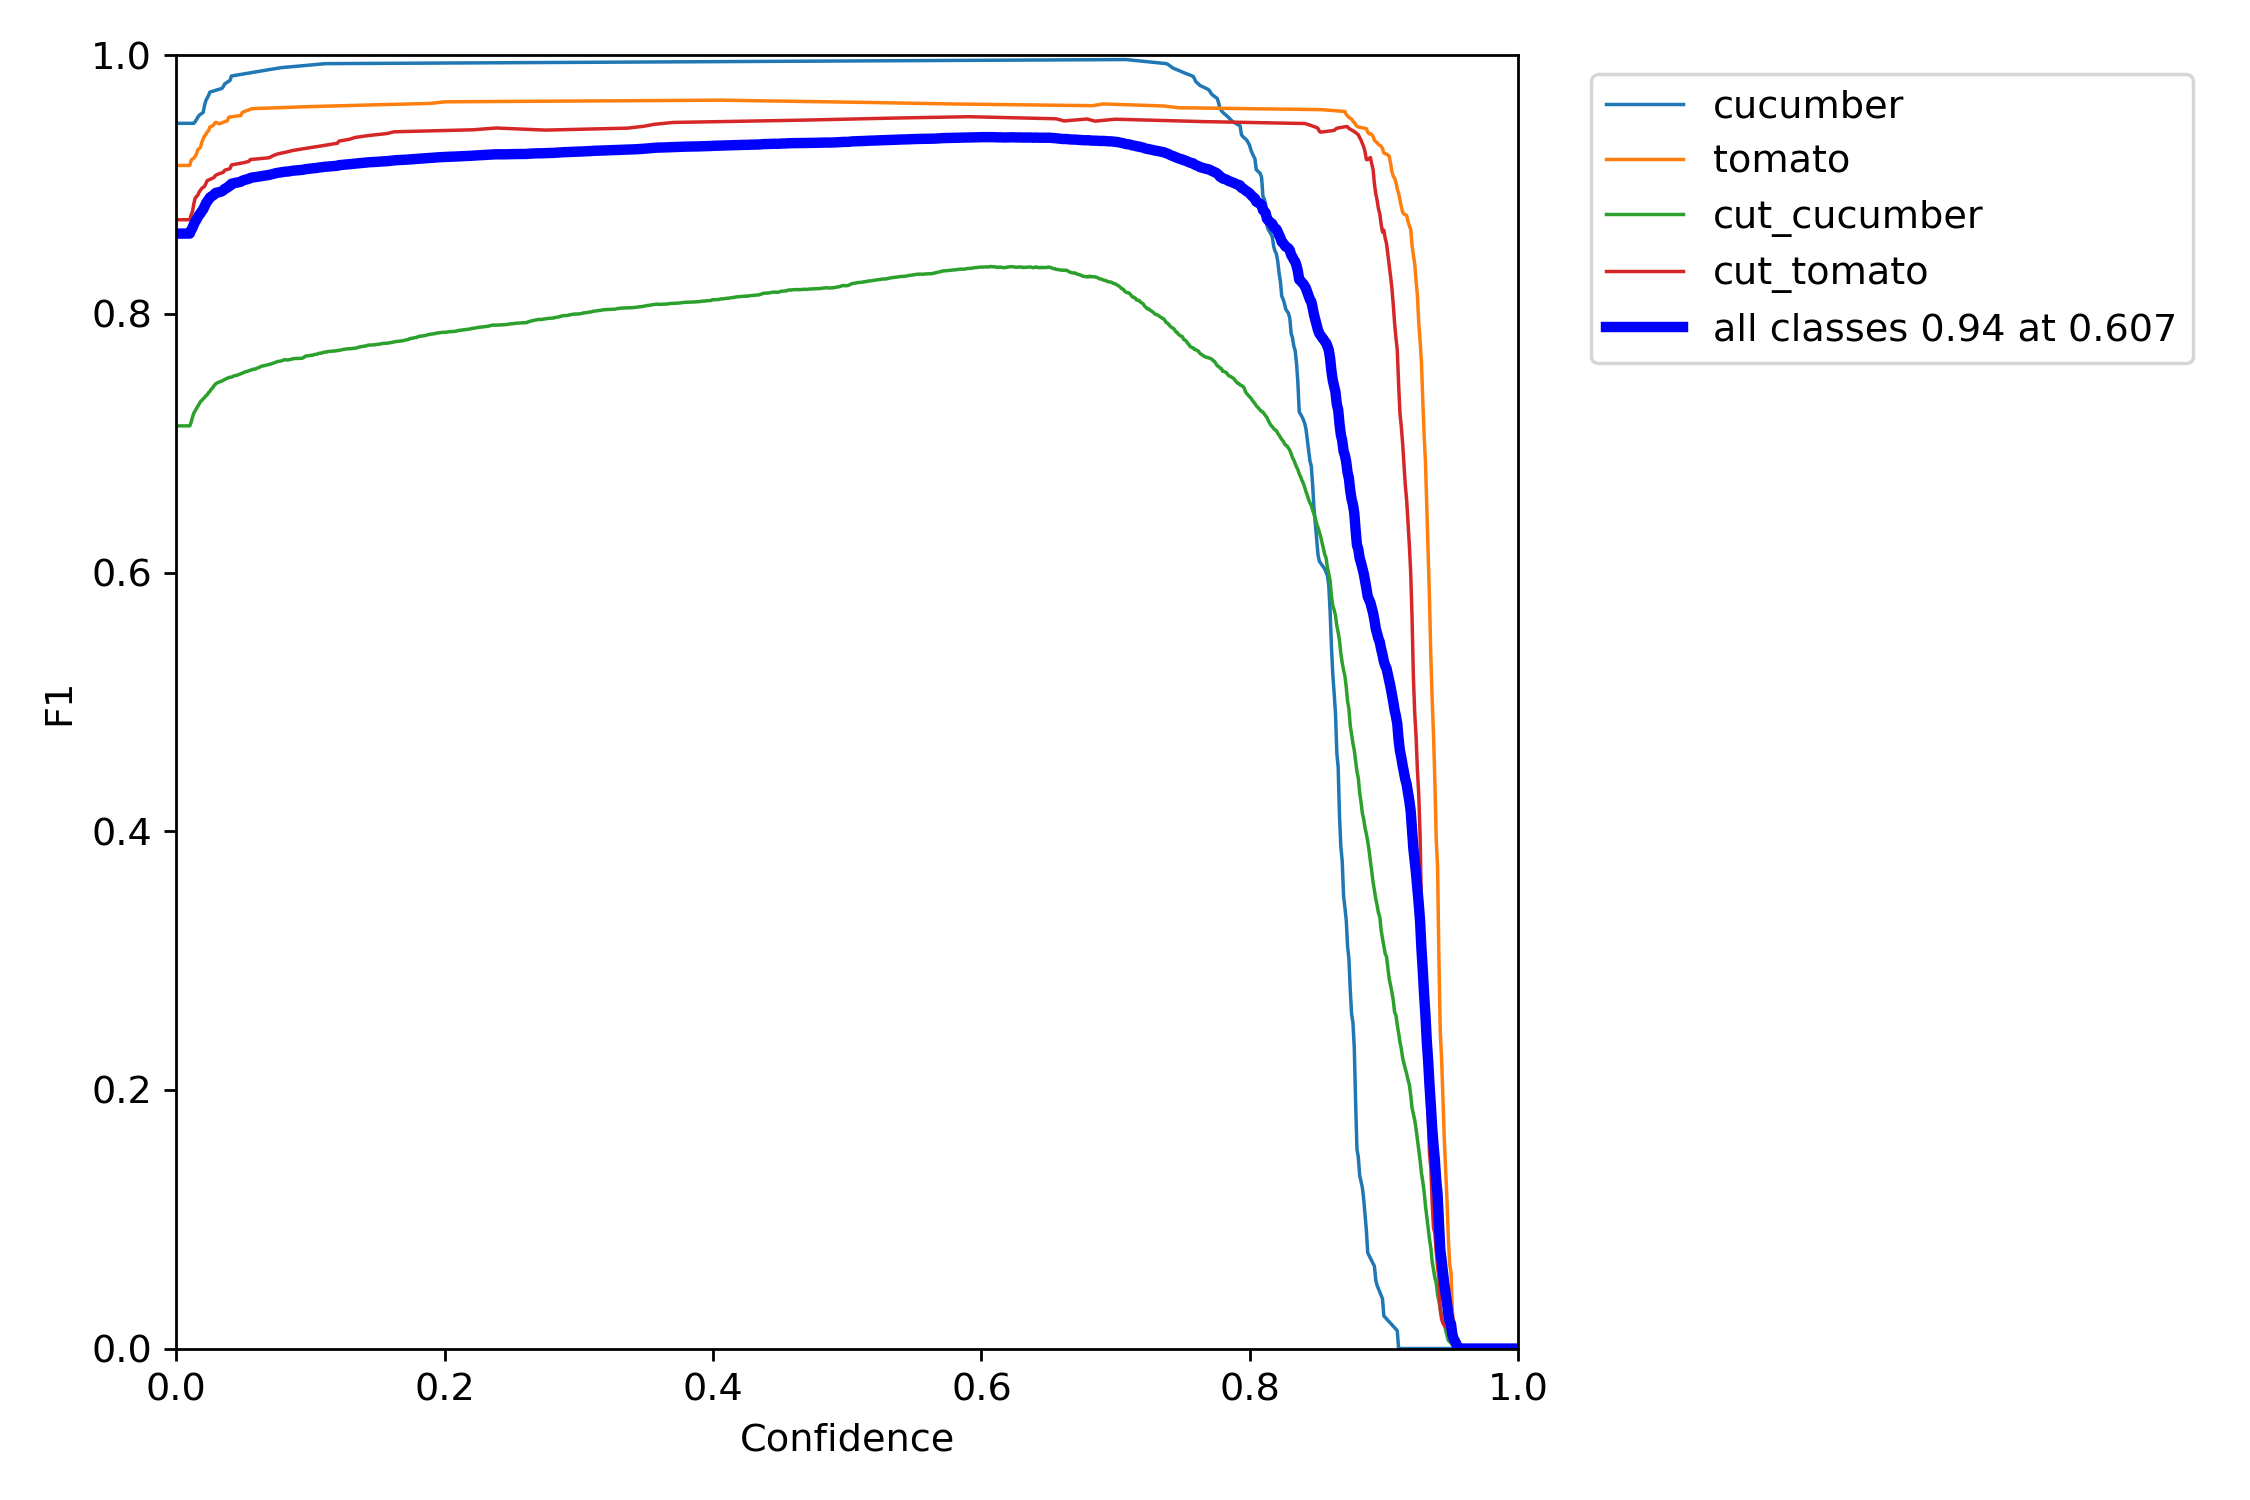 1.0
0.8
0.6
0.4
0.2
0.0
F1
0.0 0.2 0.4 0.6 0.8 1.0
Confidence
cucumber
tomato
cut_cucumber
cut_tomato
all classes 0.94 at 0.607